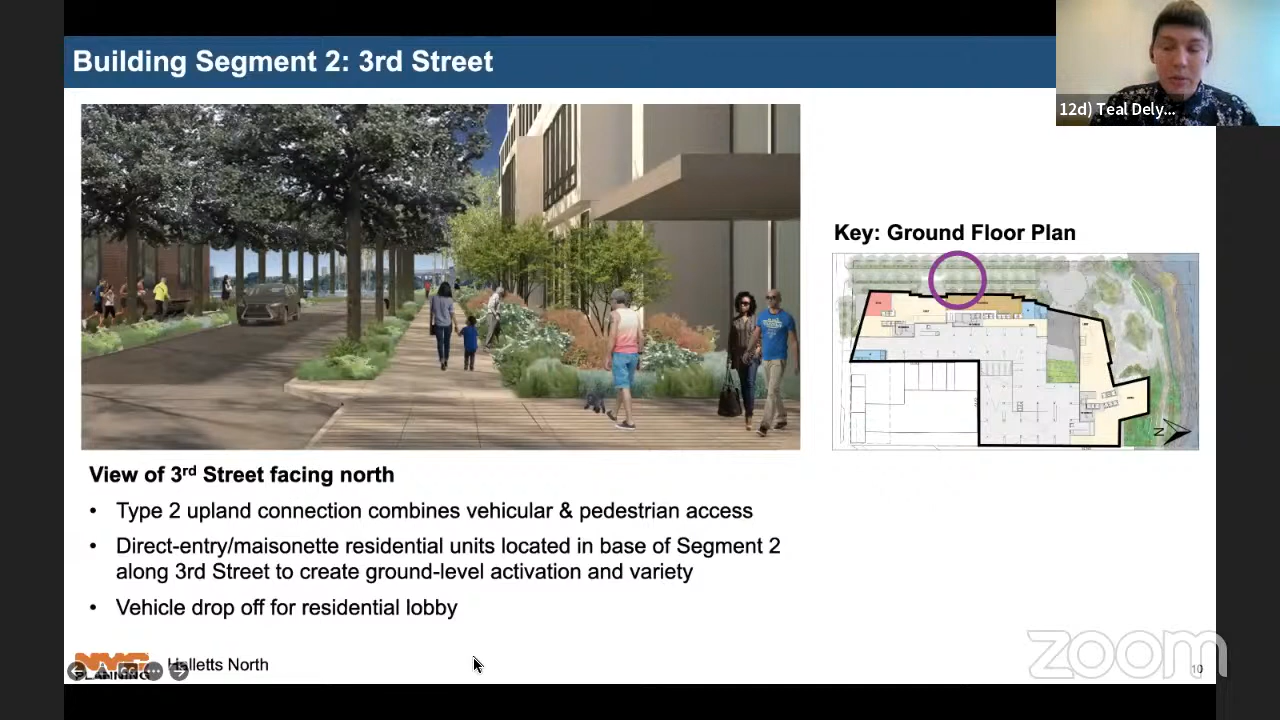 Building Segment 2: 3rd Street
12d) Teal Dely...
Key: Ground Floor Plan
N
View of 3rd Street facing north
• Type 2 upland connection combines vehicular & pedestrian access
• Direct-entry/maisonette residential units located in base of Segment 2
along 3rd Street to create ground-level activation and variety
• Vehicle drop off for residential lobby
NYC
PLANNING
Halletts North
zoom
10